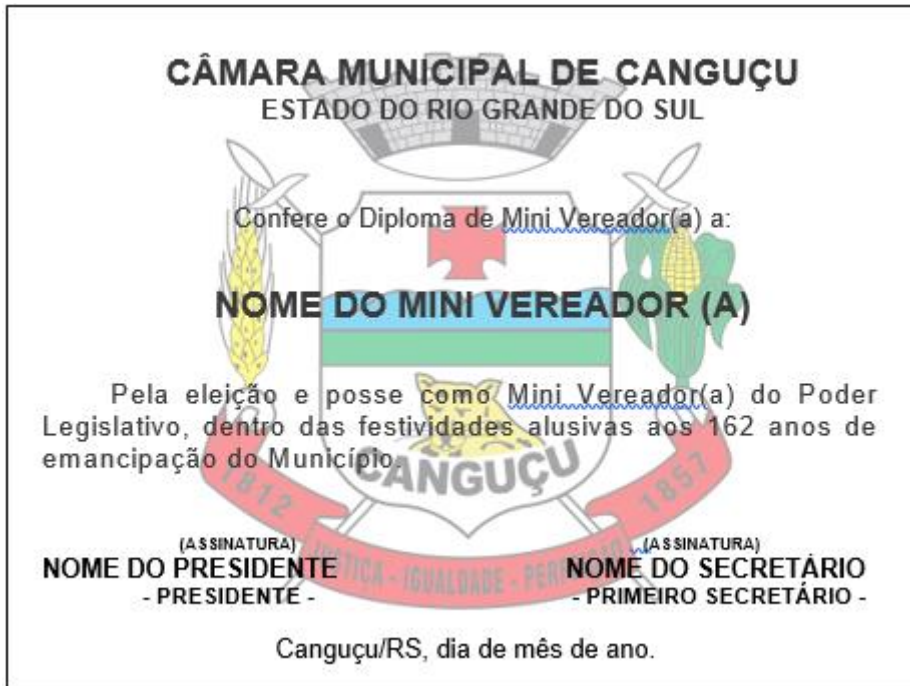 CÂMARA MUNICIPAL DE CANGUÇU
ESTADO DO RIO GRANDE DO SUL
Confere o Diploma de Mini Vereador(a) a:
NOME DO MINI VEREADOR (A)
Pela eleição e posse como Mini Vereador(a) do Poder
Legislativo, dentro das festividades alusivas aos 162 anos de
emancipação do Município.
CANGUÇU
1812
1857
IGUALDADE
(ASSINATURA) (ASSINATURA)
NOME DO PRESIDENTE NOME DO SECRETÁRIO
- PRESIDENTE - - PRIMEIRO SECRETÁRIO -
Canguçu/RS, dia de mês de ano.